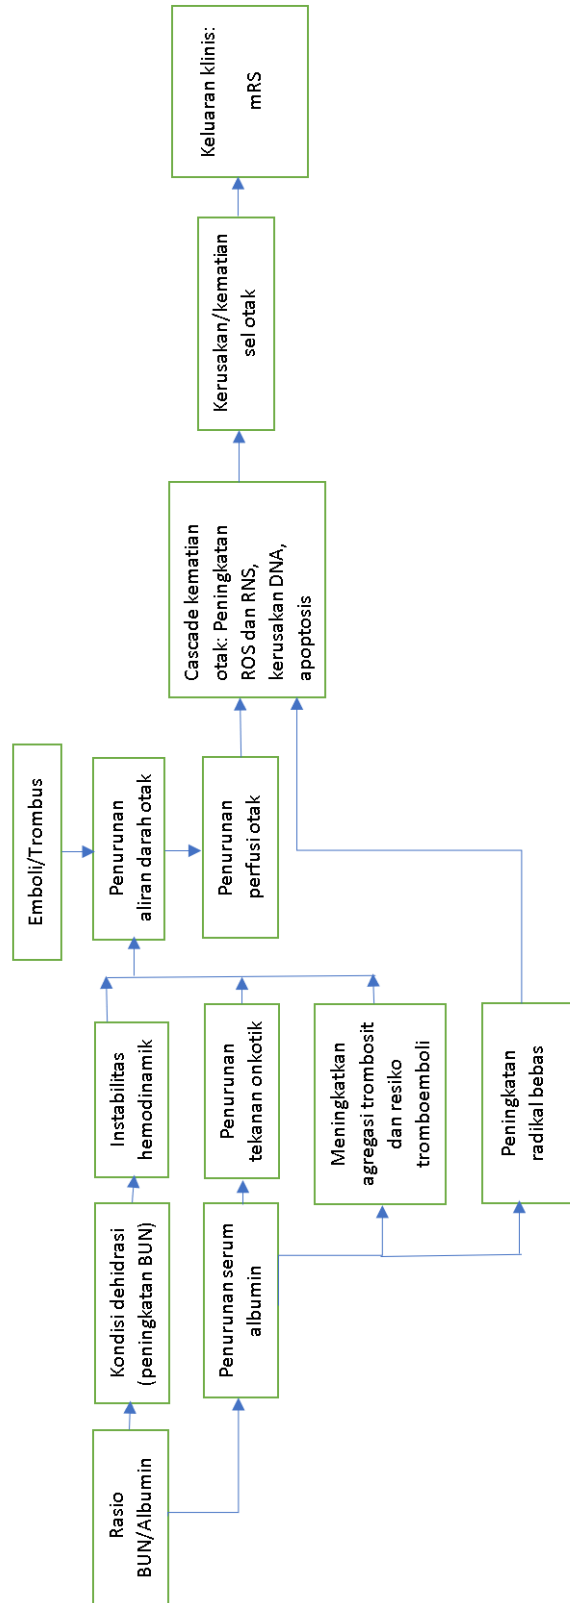 Rasio
BUN/Albumin
Kondisi dehidrasi
(peningkatan BUN)
Penurunan serum
albumin
Instabilitas
hemodinamik
Penurunan
tekanan onkotik
Meningkatkan
agregasi trombosit
dan resiko
tromboemboli
Peningkatan
radikal bebas
Emboli/Trombus
Penurunan
aliran darah otak
Penurunan
perfusi otak
Cascade kematian
otak: Peningkatan
ROS dan RNS,
kerusakan DNA,
apoptosis
Kerusakan/kematian
sel otak
Keluaran klinis:
mRS